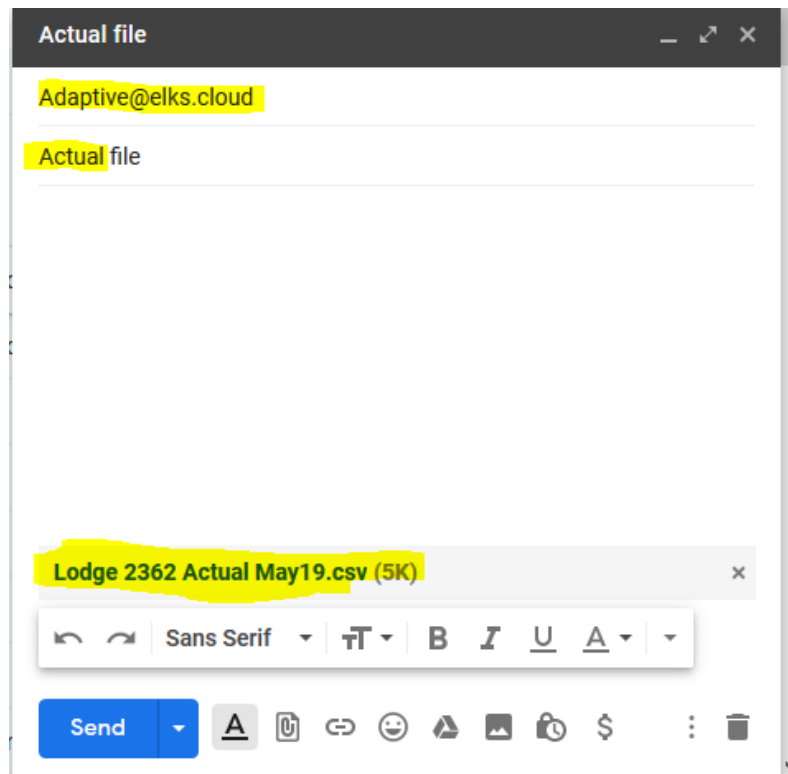 Actual file
Adaptive@elks.cloud
Actual file
Lodge 2362 Actual May19.csv (5K)
Sans Serif
Send